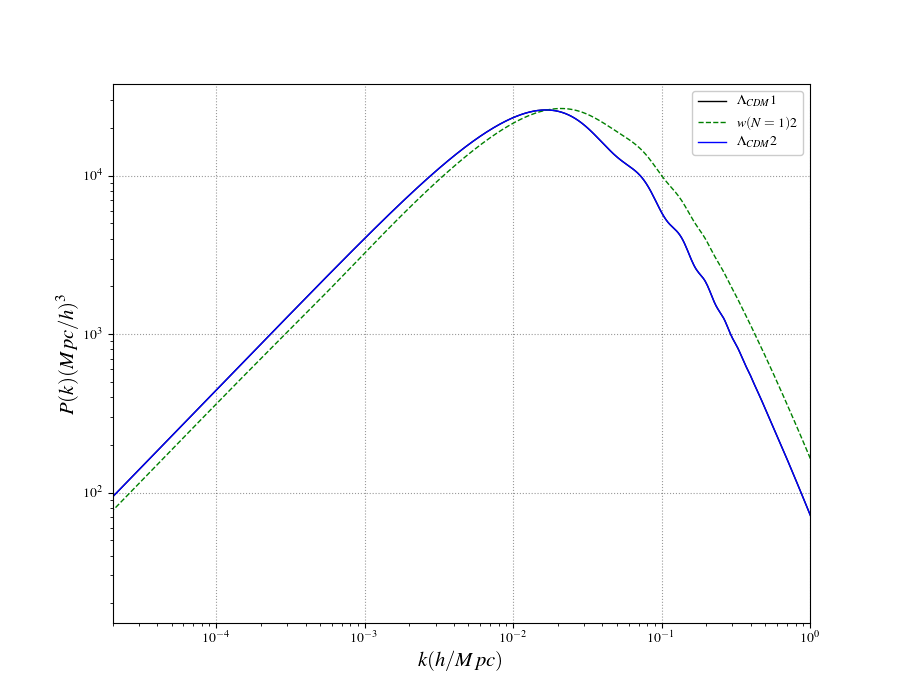 Λ_CDM 1
w(N = 1)2
Λ_CDM 2
10^4
10^3
10^2
P(k)(Mpc/h)^3
10^−4
10^−3
10^−2
10^−1
10^0
k(h/Mpc)